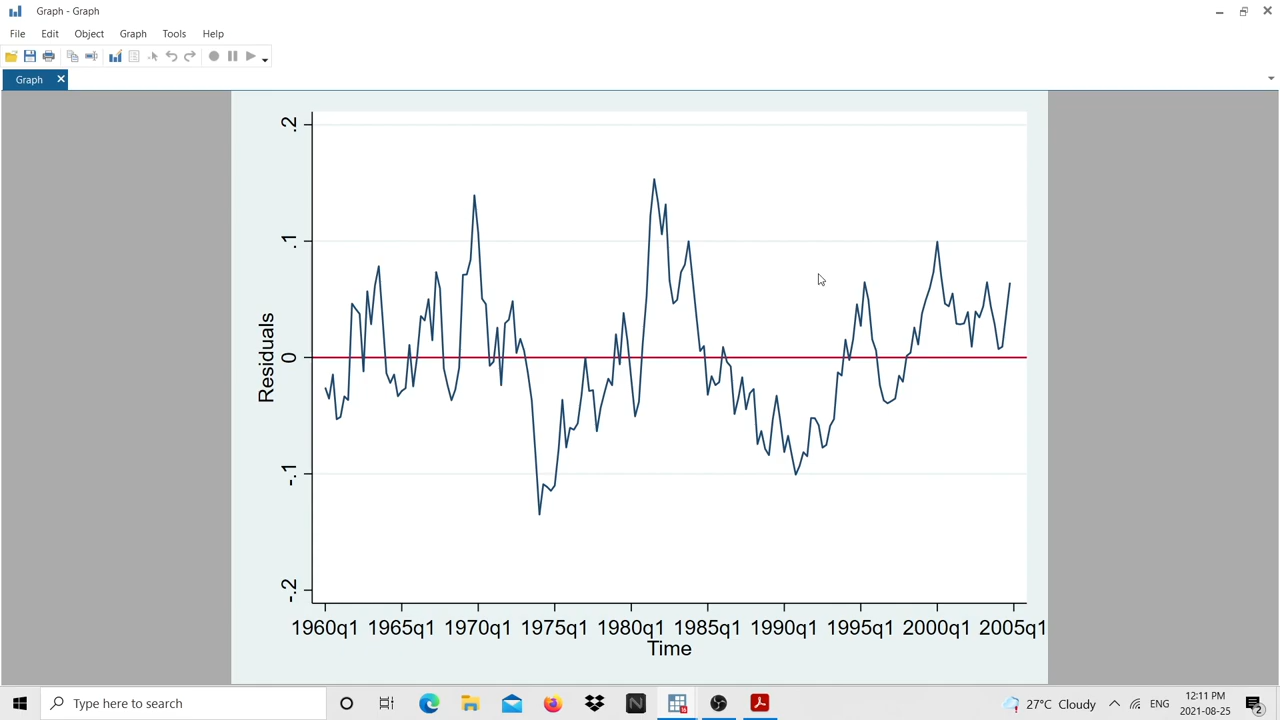 Graph - Graph
File Edit Object Graph Tools Help
Graph
.2
.1
0
-.1
-.2
Residuals
1960q1 1965q1 1970q1 1975q1 1980q1 1985q1 1990q1 1995q1 2000q1 2005q1
Time
Type here to search
N
16
27°C Cloudy
ENG
12:11 PM
2021-08-25
2